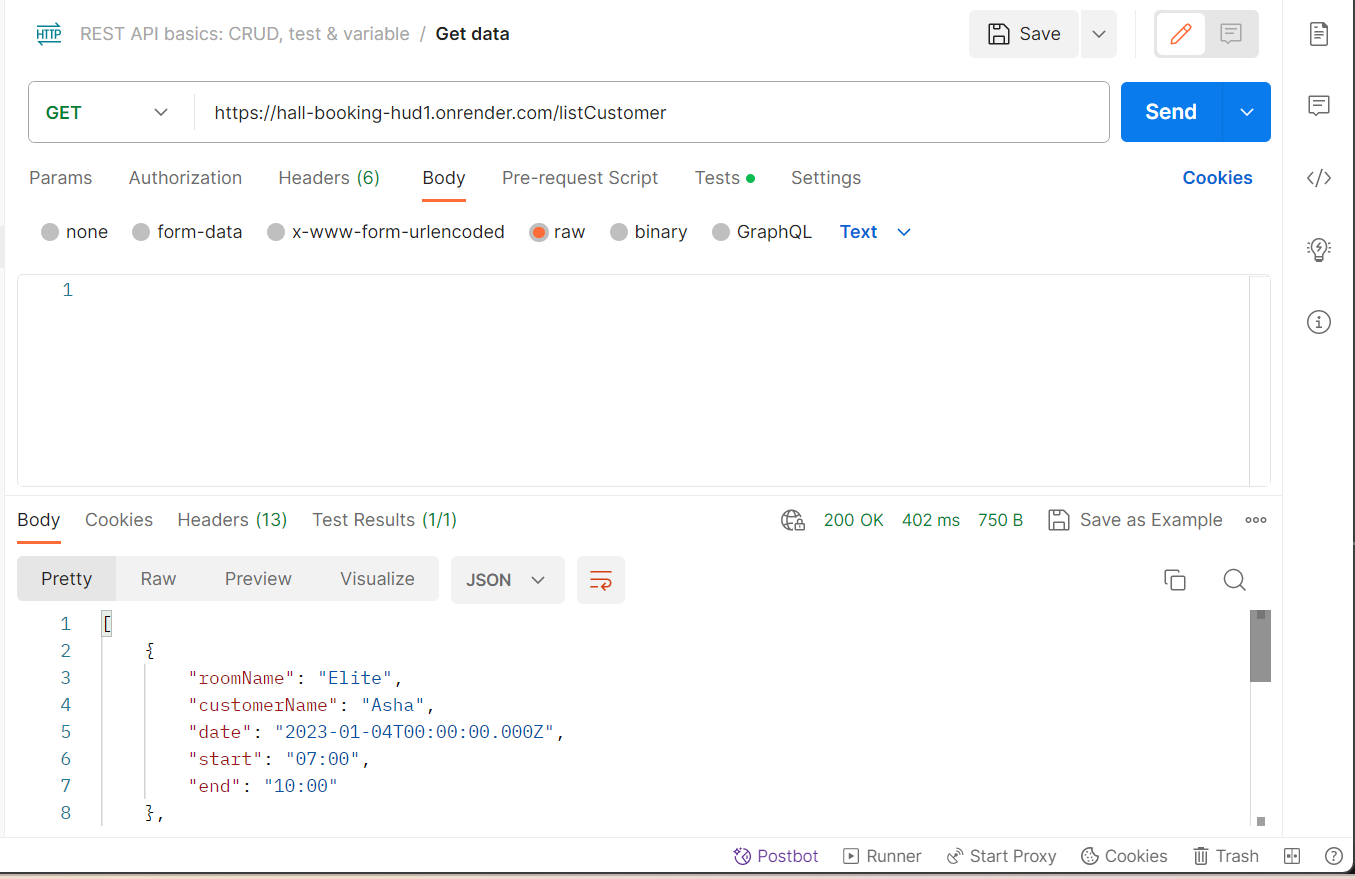 HTTP REST API basics: CRUD, test & variable / Get data Save
GET https://hall-booking-hud1.onrender.com/listCustomer Send
Params Authorization Headers (6) Body Pre-request Script Tests Settings Cookies
none form-data x-www-form-urlencoded raw binary GraphQL Text
1
Body Cookies Headers (13) Test Results (1/1) 200 OK 402 ms 750 B Save as Example
Pretty Raw Preview Visualize JSON
1 [
2 {
3 "roomName": "Elite",
4 "customerName": "Asha",
5 "date": "2023-01-04T00:00:00.000Z",
6 "start": "07:00",
7 "end": "10:00"
8 },
Postbot Runner Start Proxy Cookies Trash